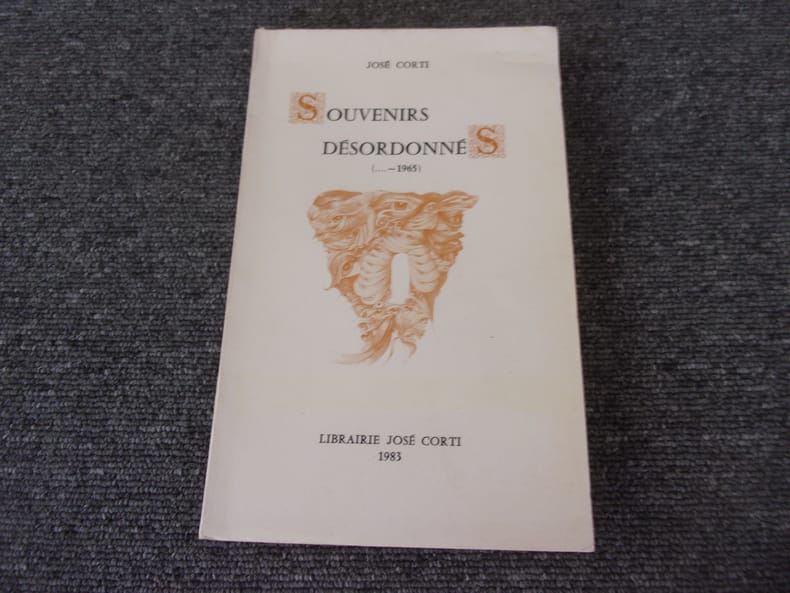 JOSÉ CORTI
SOUVENIRS
DÉSORDONNÉS
(....–1965)
LIBRAIRIE JOSÉ CORTI
1983